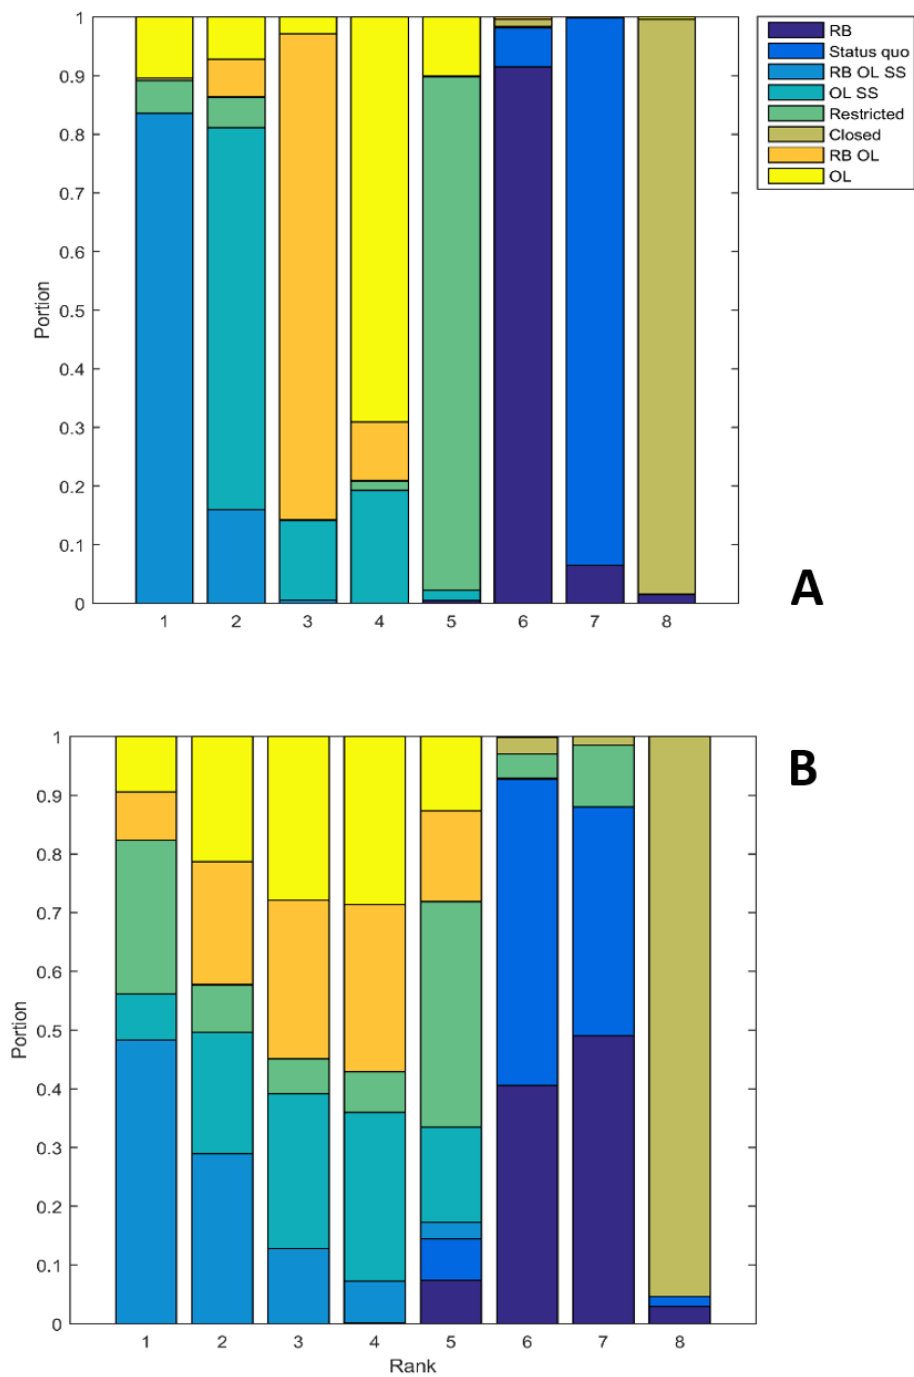 1
0.9
0.8
0.7
0.6
0.5
0.4
0.3
0.2
0.1
0
Portion
1 2 3 4 5 6 7 8
RB
Status quo
RB OL SS
OL SS
Restricted
Closed
RB OL
OL
A
1
0.9
0.8
0.7
0.6
0.5
0.4
0.3
0.2
0.1
0
Portion
1 2 3 4 5 6 7 8
Rank
B